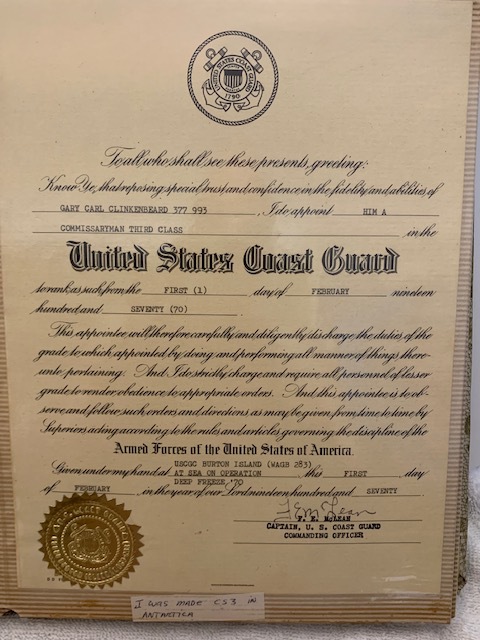 UNITED STATES COAST GUARD
1790
To all who shall see these presents, greeting:
Know Ye, that reposing special trust and confidence in the fidelity and abilities of
GARY CARL CLINKENBEARD 377 993, I do appoint HIM A
COMMISSARYMAN THIRD CLASS in the
United States Coast Guard
to rank as such from the FIRST (1) day of FEBRUARY nineteen
hundred and SEVENTY (70)
This appointee will therefore carefully and diligently discharge the duties of the
grade to which appointed by doing and performing all manner of things there-
unto pertaining. And I do strictly charge and require all personnel of lesser
grade to render obedience to appropriate orders. And this appointee is to ob-
serve and follow such orders and directions as may be given from time to time by
Superiors acting according to the rules and articles governing the discipline of the
Armed Forces of the United States of America.
USCGC BURTON ISLAND (WAGB 283)
Given under my hand at AT SEA ON OPERATION this FIRST day
DEEP FREEZE '70
of FEBRUARY, in the year of our Lord nineteen hundred and SEVENTY
F E McLean
F. E. McLEAN
CAPTAIN, U. S. COAST GUARD
COMMANDING OFFICER
I WAS MADE CS3 IN
ANTARTICA